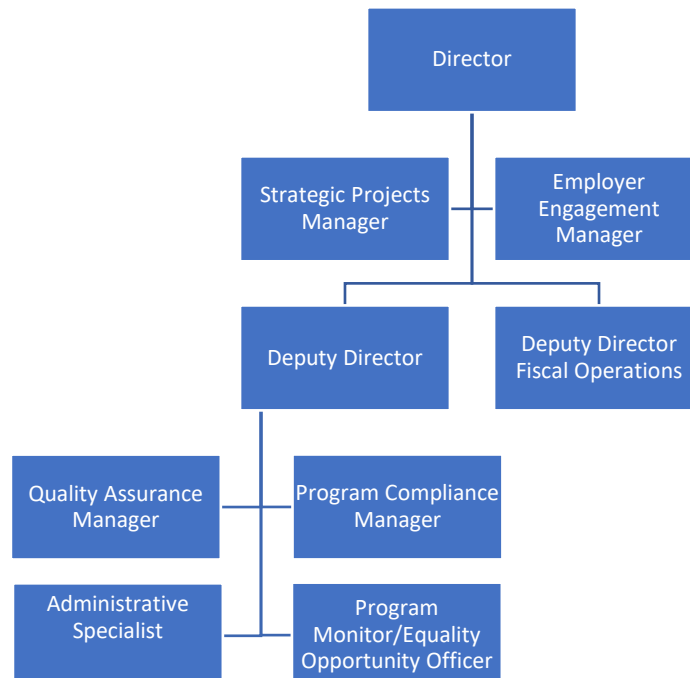 Director
Strategic Projects
Manager
Employer
Engagement
Manager
Deputy Director
Deputy Director
Fiscal Operations
Quality Assurance
Manager
Program Compliance
Manager
Administrative
Specialist
Program
Monitor/Equality
Opportunity Officer